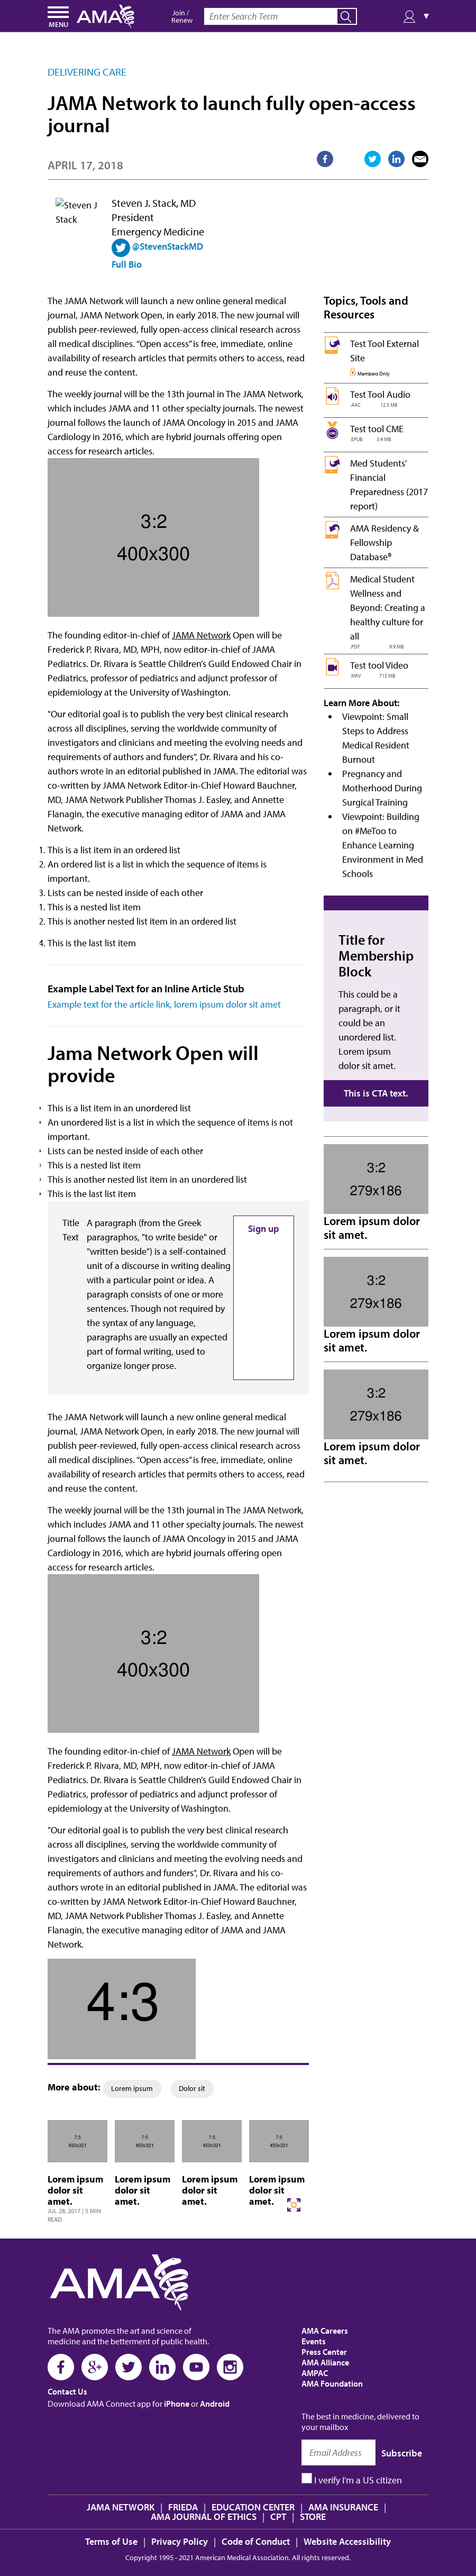 MENU
AMA
Join /
Renew
Enter Search Term
DELIVERING CARE
JAMA Network to launch fully open-access
journal
APRIL 17, 2018
Steven J
Stack
Steven J. Stack, MD
President
Emergency Medicine
@StevenStackMD
Full Bio
The JAMA Network will launch a new online general medical
journal, JAMA Network Open, in early 2018. The new journal will
publish peer-reviewed, fully open-access clinical research across
all medical disciplines. “Open access” is free, immediate, online
availability of research articles that permits others to access, read
and reuse the content.
The weekly journal will be the 13th journal in The JAMA Network,
which includes JAMA and 11 other specialty journals. The newest
journal follows the launch of JAMA Oncology in 2015 and JAMA
Cardiology in 2016, which are hybrid journals offering open
access for research articles.
3:2
400x300
The founding editor-in-chief of JAMA Network Open will be
Frederick P. Rivara, MD, MPH, now editor-in-chief of JAMA
Pediatrics. Dr. Rivara is Seattle Children’s Guild Endowed Chair in
Pediatrics, professor of pediatrics and adjunct professor of
epidemiology at the University of Washington.
"Our editorial goal is to publish the very best clinical research
across all disciplines, serving the worldwide community of
investigators and clinicians and meeting the evolving needs and
requirements of authors and funders”, Dr. Rivara and his co-
authors wrote in an editorial published in JAMA. The editorial was
co-written by JAMA Network Editor-in-Chief Howard Bauchner,
MD, JAMA Network Publisher Thomas J. Easley, and Annette
Flanagin, the executive managing editor of JAMA and JAMA
Network.
1. This is a list item in an ordered list
2. An ordered list is a list in which the sequence of items is
important.
3. Lists can be nested inside of each other
1. This is a nested list item
2. This is another nested list item in an ordered list
4. This is the last list item
Example Label Text for an Inline Article Stub
Example text for the article link, lorem ipsum dolor sit amet
Jama Network Open will
provide
This is a list item in an unordered list
An unordered list is a list in which the sequence of items is not
important.
Lists can be nested inside of each other
This is a nested list item
This is another nested list item in an unordered list
This is the last list item
Title
Text
A paragraph (from the Greek
paragraphos, "to write beside" or
"written beside") is a self-contained
unit of a discourse in writing dealing
with a particular point or idea. A
paragraph consists of one or more
sentences. Though not required by
the syntax of any language,
paragraphs are usually an expected
part of formal writing, used to
organize longer prose.
Sign up
The JAMA Network will launch a new online general medical
journal, JAMA Network Open, in early 2018. The new journal will
publish peer-reviewed, fully open-access clinical research across
all medical disciplines. “Open access” is free, immediate, online
availability of research articles that permits others to access, read
and reuse the content.
The weekly journal will be the 13th journal in The JAMA Network,
which includes JAMA and 11 other specialty journals. The newest
journal follows the launch of JAMA Oncology in 2015 and JAMA
Cardiology in 2016, which are hybrid journals offering open
access for research articles.
3:2
400x300
The founding editor-in-chief of JAMA Network Open will be
Frederick P. Rivara, MD, MPH, now editor-in-chief of JAMA
Pediatrics. Dr. Rivara is Seattle Children’s Guild Endowed Chair in
Pediatrics, professor of pediatrics and adjunct professor of
epidemiology at the University of Washington.
"Our editorial goal is to publish the very best clinical research
across all disciplines, serving the worldwide community of
investigators and clinicians and meeting the evolving needs and
requirements of authors and funders”, Dr. Rivara and his co-
authors wrote in an editorial published in JAMA. The editorial was
co-written by JAMA Network Editor-in-Chief Howard Bauchner,
MD, JAMA Network Publisher Thomas J. Easley, and Annette
Flanagin, the executive managing editor of JAMA and JAMA
Network.
4:3
More about: Lorem ipsum Dolor sit
7:5
450x321
Lorem ipsum
dolor sit
amet.
JUL 28, 2017 | 5 MIN
READ
7:5
450x321
Lorem ipsum
dolor sit
amet.
7:5
450x321
Lorem ipsum
dolor sit
amet.
7:5
450x321
Lorem ipsum
dolor sit
amet.
Topics, Tools and
Resources
Test Tool External
Site
Members Only
Test Tool Audio
.AAC 12.5 MB
Test tool CME
.EPUB 3.4 MB
Med Students'
Financial
Preparedness (2017
report)
AMA Residency &
Fellowship
Database®
Medical Student
Wellness and
Beyond: Creating a
healthy culture for
all
.PDF 8.9 MB
Test tool Video
.MKV 715 MB
Learn More About:
Viewpoint: Small
Steps to Address
Medical Resident
Burnout
Pregnancy and
Motherhood During
Surgical Training
Viewpoint: Building
on #MeToo to
Enhance Learning
Environment in Med
Schools
Title for
Membership
Block
This could be a
paragraph, or it
could be an
unordered list.
Lorem ipsum
dolor sit amet.
This is CTA text.
3:2
279x186
Lorem ipsum dolor
sit amet.
3:2
279x186
Lorem ipsum dolor
sit amet.
3:2
279x186
Lorem ipsum dolor
sit amet.
AMA
The AMA promotes the art and science of
medicine and the betterment of public health.
Contact Us
Download AMA Connect app for iPhone or Android
AMA Careers
Events
Press Center
AMA Alliance
AMPAC
AMA Foundation
The best in medicine, delivered to
your mailbox
Email Address
Subscribe
I verify I'm a US citizen
JAMA NETWORK | FRIEDA | EDUCATION CENTER | AMA INSURANCE |
AMA JOURNAL OF ETHICS | CPT | STORE
Terms of Use | Privacy Policy | Code of Conduct | Website Accessibility
Copyright 1995 - 2021 American Medical Association. All rights reserved.